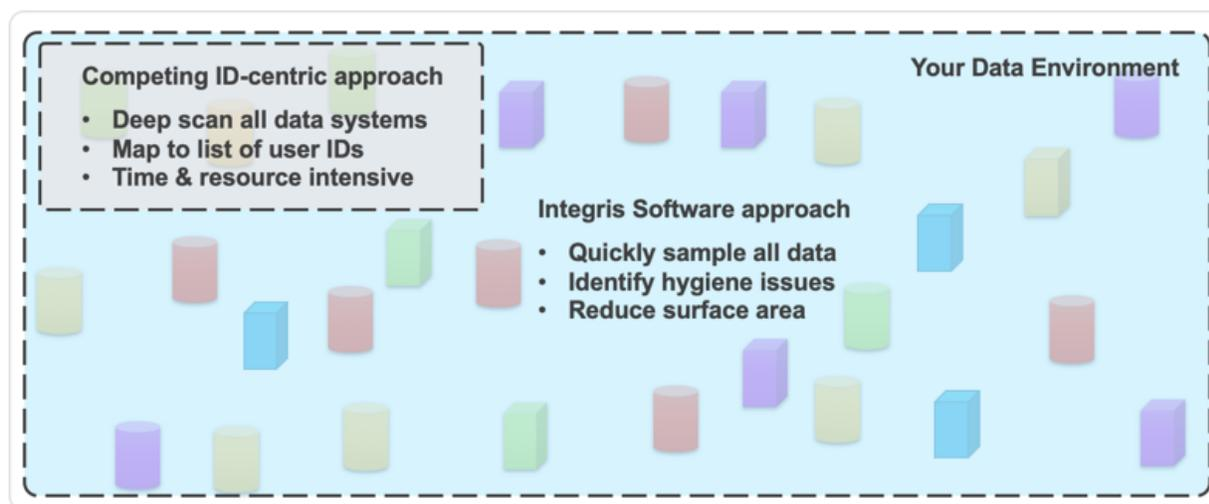 Competing ID-centric approach
• Deep scan all data systems
• Map to list of user IDs
• Time & resource intensive
Your Data Environment
Integris Software approach
• Quickly sample all data
• Identify hygiene issues
• Reduce surface area